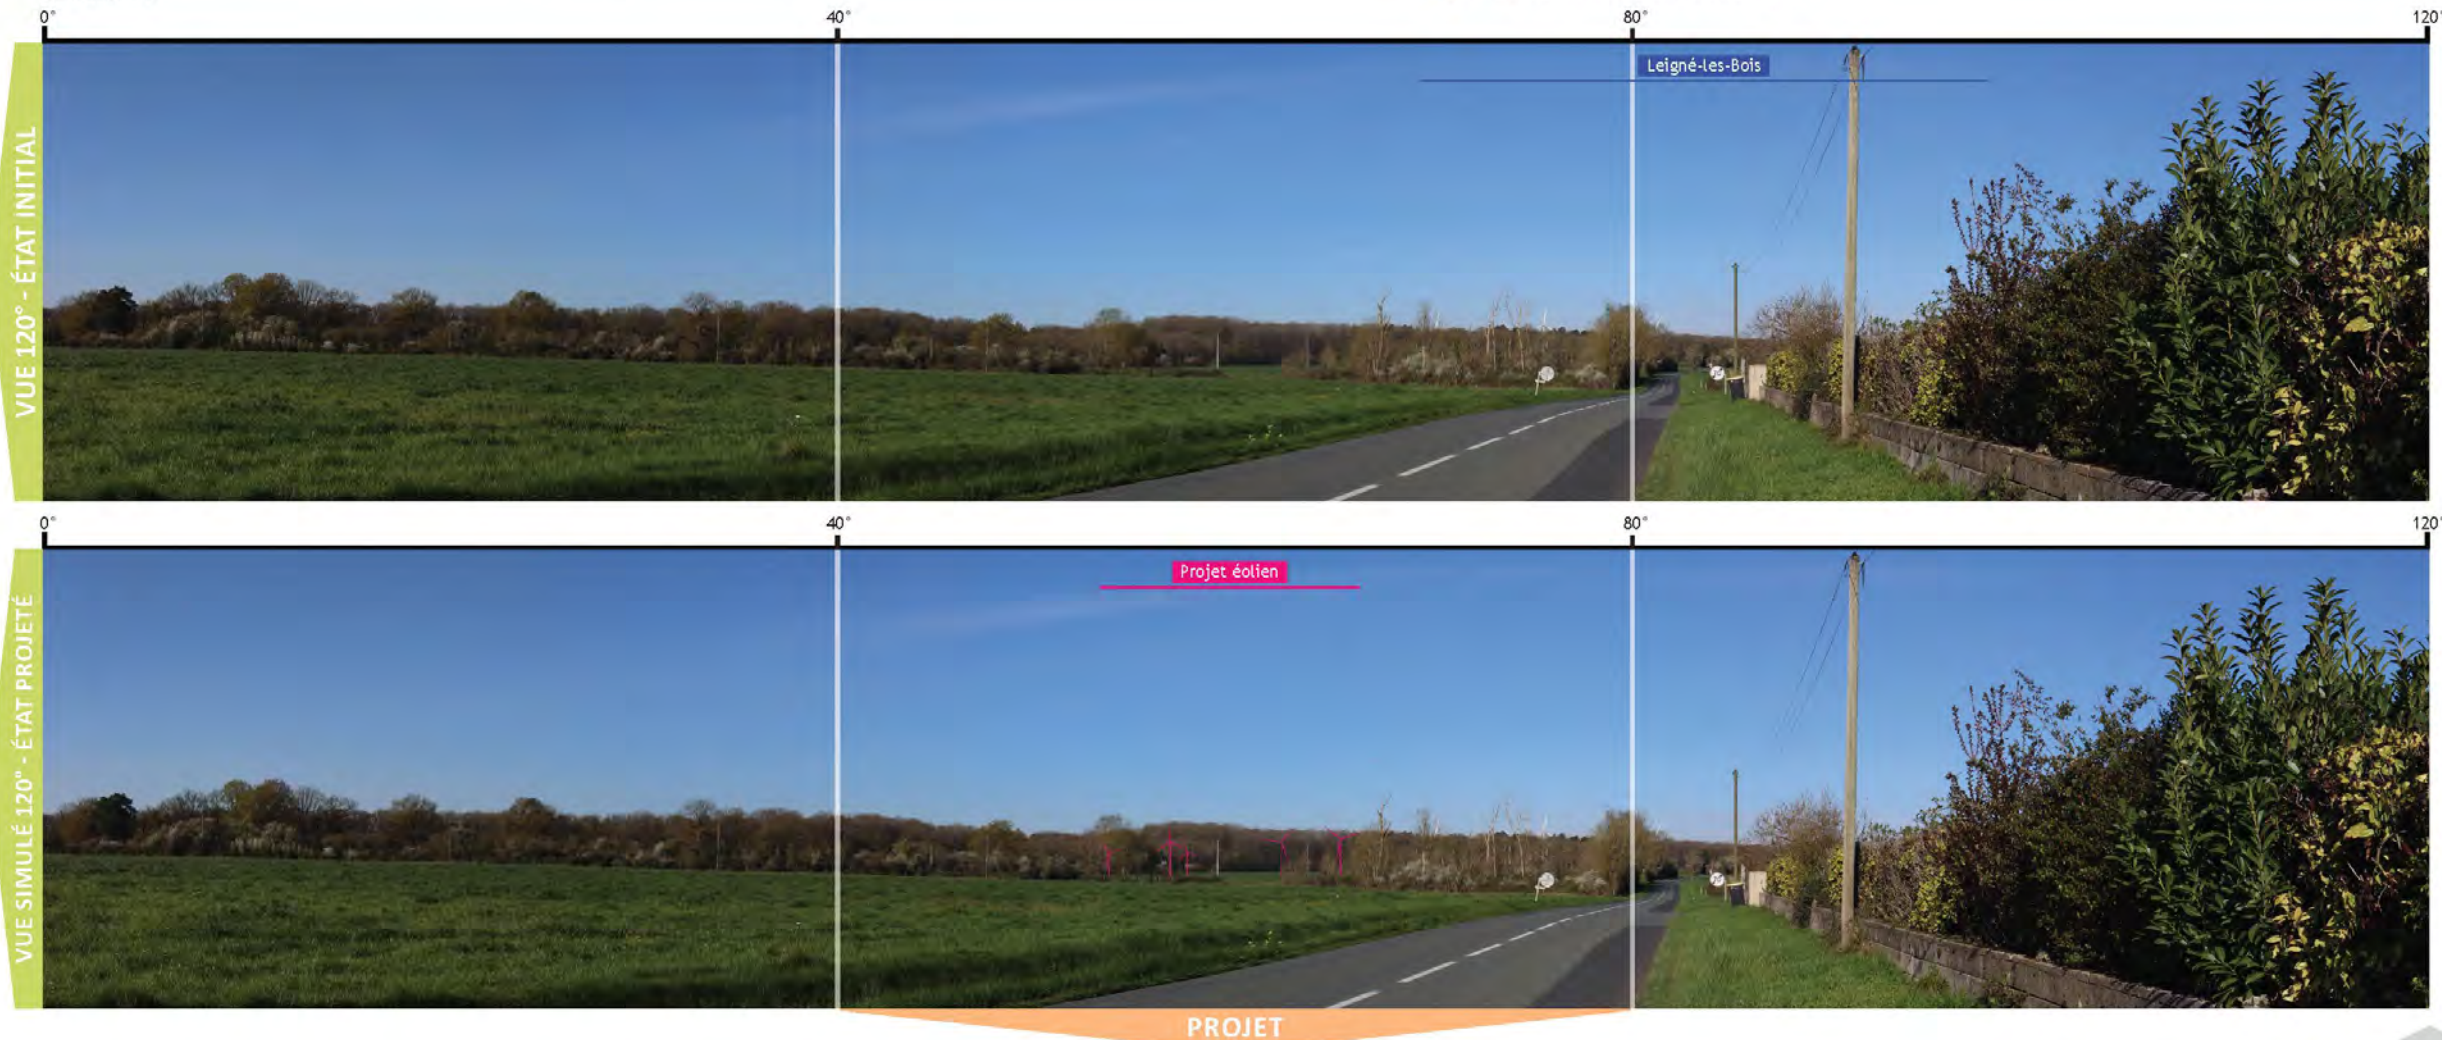 0°
40°
80°
120°
VUE 120° - ÉTAT INITIAL
Leigné-les-Bois
0°
40°
80°
120°
VUE SIMULÉ 120° - ÉTAT PROJETÉ
Projet éolien
PROJET